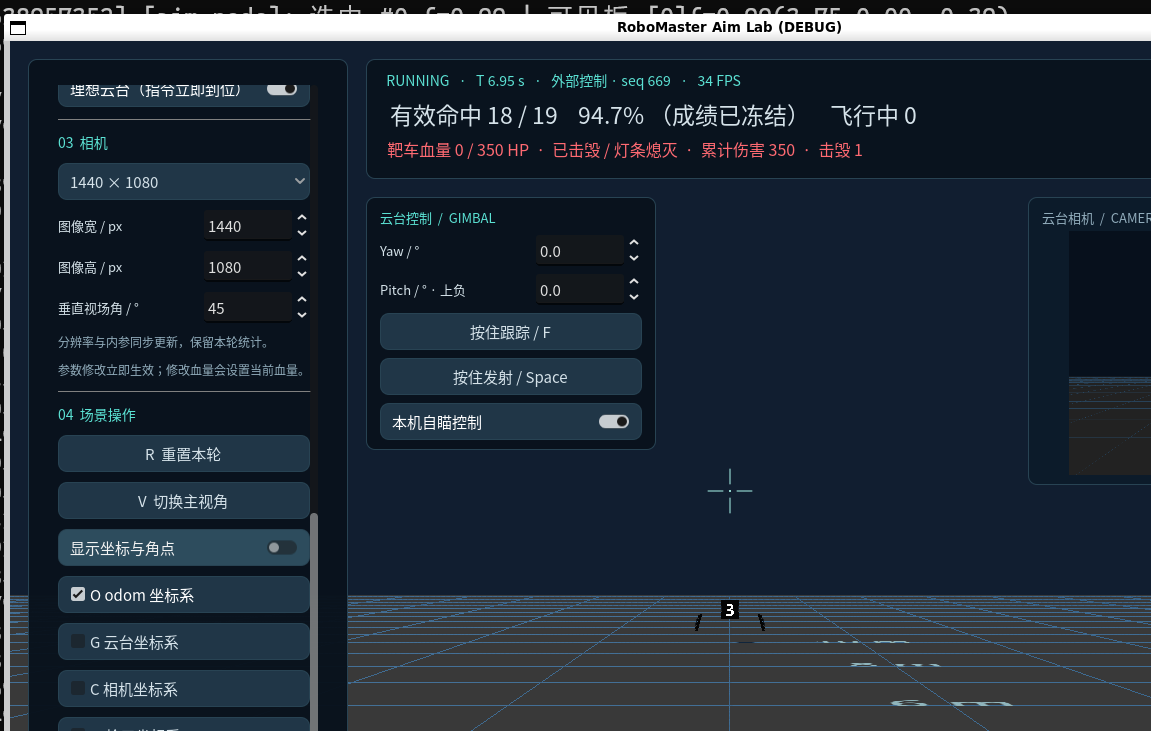 RoboMaster Aim Lab (DEBUG)
理想云台（指令立即到位）
03 相机
1440 × 1080
图像宽 / px 1440
图像高 / px 1080
垂直视场角 / ° 45
分辨率与内参同步更新，保留本轮统计。
参数修改立即生效；修改血量会设置当前血量。
04 场景操作
R 重置本轮
V 切换主视角
显示坐标与角点
O odom 坐标系
G 云台坐标系
C 相机坐标系
RUNNING · T 6.95 s · 外部控制 · seq 669 · 34 FPS
有效命中 18 / 19 94.7% （成绩已冻结） 飞行中 0
靶车血量 0 / 350 HP · 已击毁 / 灯条熄灭 · 累计伤害 350 · 击毁 1
云台控制 / GIMBAL
Yaw / ° 0.0
Pitch / ° · 上负 0.0
按住跟踪 / F
按住发射 / Space
本机自瞄控制
云台相机 / CAMER
3
8 m
6 m